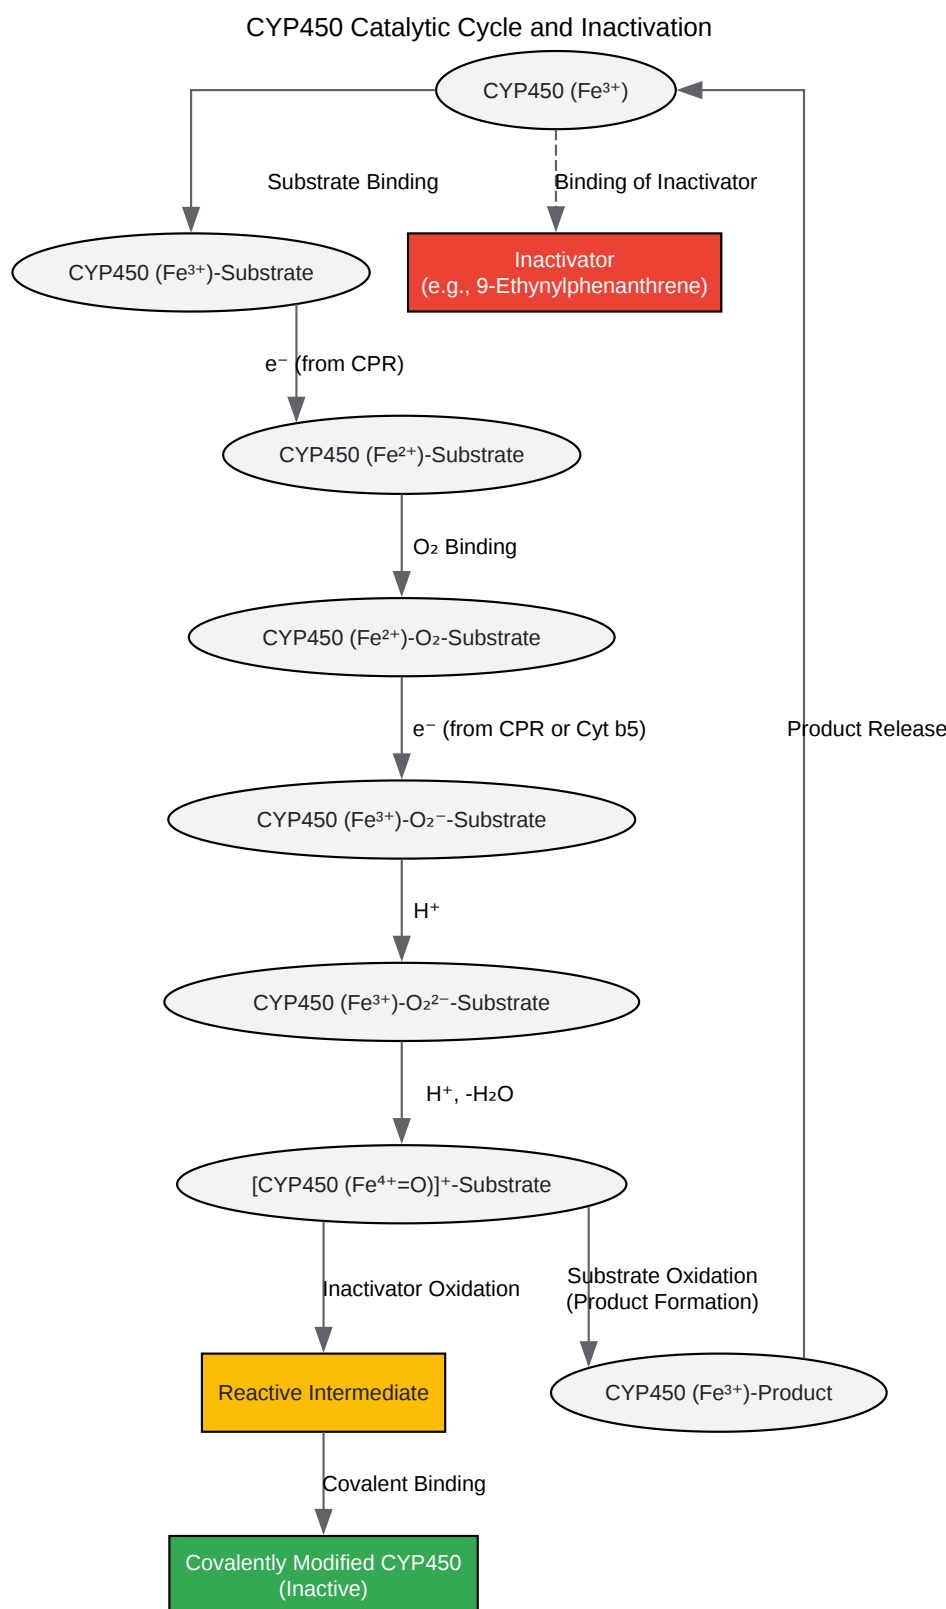 CYP450 Catalytic Cycle and Inactivation
CYP450 (Fe³⁺)
Substrate Binding
Binding of Inactivator
CYP450 (Fe³⁺)-Substrate
Inactivator
(e.g., 9-Ethynylphenanthrene)
e⁻ (from CPR)
CYP450 (Fe²⁺)-Substrate
O₂ Binding
CYP450 (Fe²⁺)-O₂-Substrate
e⁻ (from CPR or Cyt b5)
Product Release
CYP450 (Fe³⁺)-O₂⁻-Substrate
H⁺
CYP450 (Fe³⁺)-O₂²⁻-Substrate
H⁺, -H₂O
[CYP450 (Fe⁴⁺=O)]⁺-Substrate
Inactivator Oxidation
Substrate Oxidation
(Product Formation)
Reactive Intermediate
CYP450 (Fe³⁺)-Product
Covalent Binding
Covalently Modified CYP450
(Inactive)